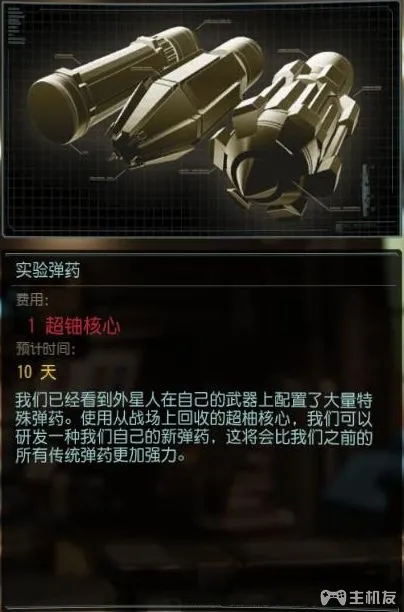 实验弹药
费用:
1 超铀核心
预计时间:
10 天
我们已经看到外星人在自己的武器上配置了大量特
殊弹药。使用从战场上回收的超铀核心，我们可以
研发一种我们自己的新弹药，这将会比我们之前的
所有传统弹药更加强力。
主机友